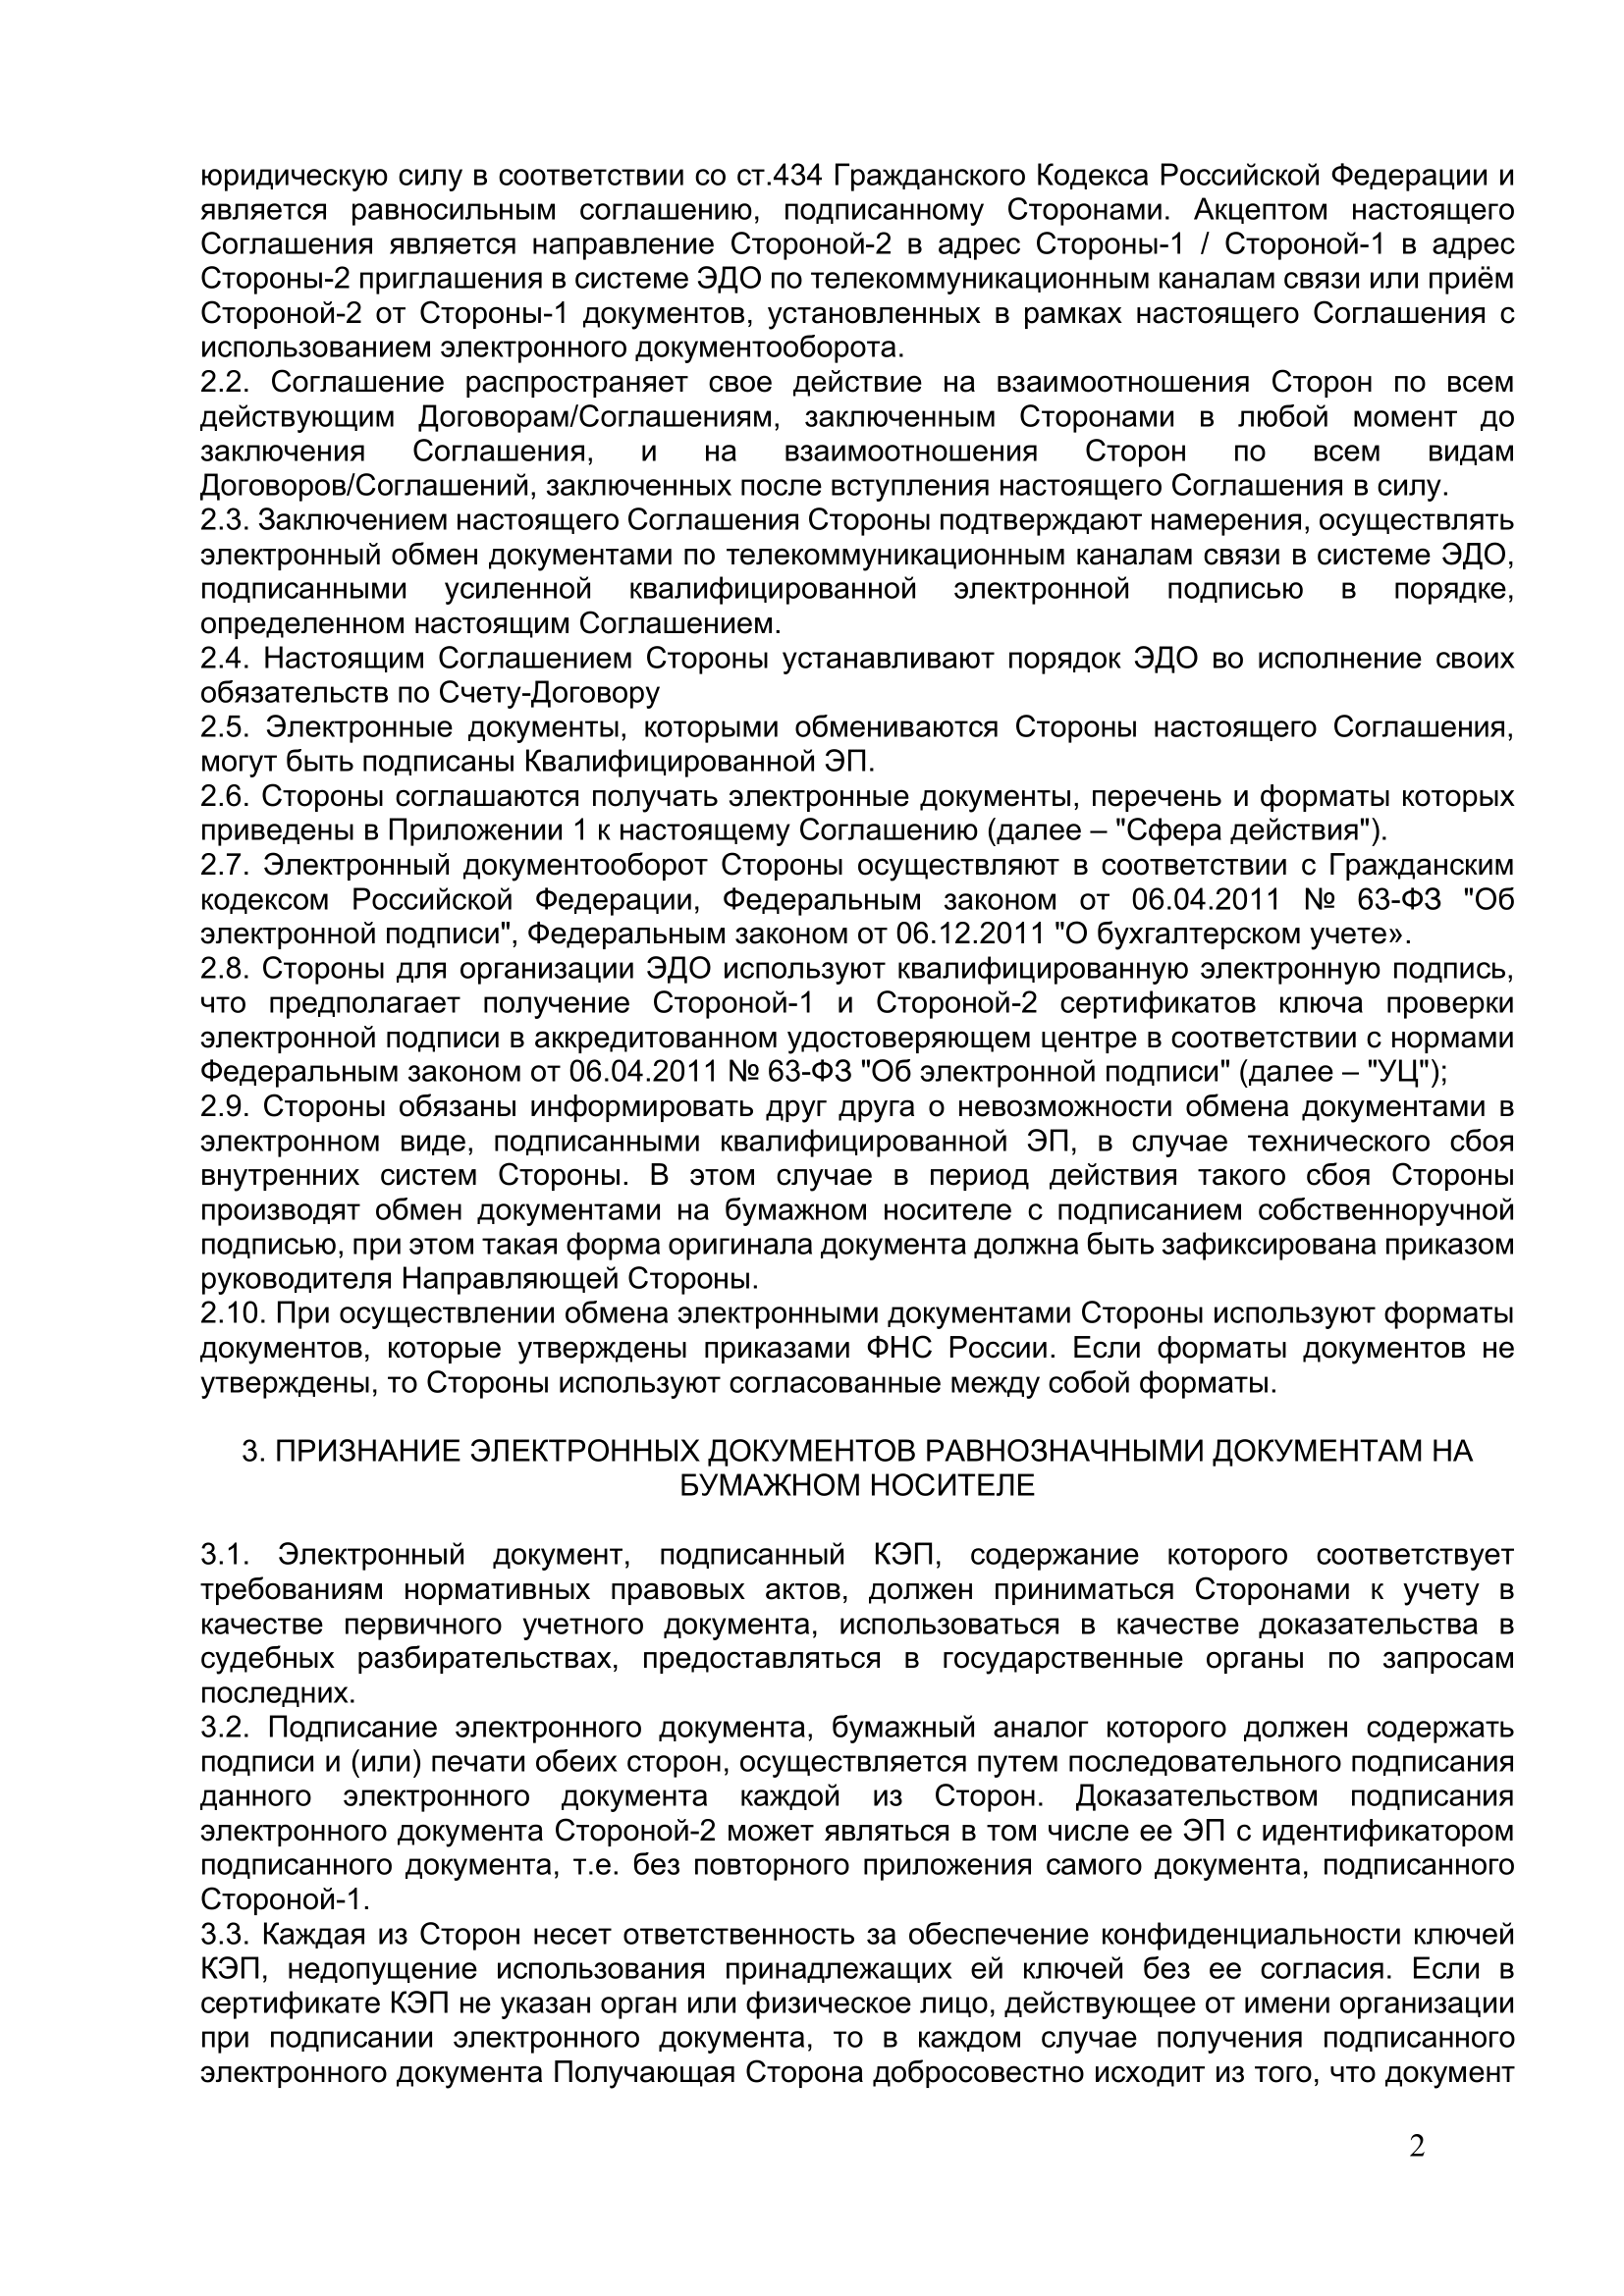 юридическую силу в соответствии со ст.434 Гражданского Кодекса Российской Федерации и
является равносильным соглашению, подписанному Сторонами. Акцептом настоящего
Соглашения является направление Стороной-2 в адрес Стороны-1 / Стороной-1 в адрес
Стороны-2 приглашения в системе ЭДО по телекоммуникационным каналам связи или приём
Стороной-2 от Стороны-1 документов, установленных в рамках настоящего Соглашения с
использованием электронного документооборота.
2.2. Соглашение распространяет свое действие на взаимоотношения Сторон по всем
действующим Договорам/Соглашениям, заключенным Сторонами в любой момент до
заключения Соглашения, и на взаимоотношения Сторон по всем видам
Договоров/Соглашений, заключенных после вступления настоящего Соглашения в силу.
2.3. Заключением настоящего Соглашения Стороны подтверждают намерения, осуществлять
электронный обмен документами по телекоммуникационным каналам связи в системе ЭДО,
подписанными усиленной квалифицированной электронной подписью в порядке,
определенном настоящим Соглашением.
2.4. Настоящим Соглашением Стороны устанавливают порядок ЭДО во исполнение своих
обязательств по Счету-Договору
2.5. Электронные документы, которыми обмениваются Стороны настоящего Соглашения,
могут быть подписаны Квалифицированной ЭП.
2.6. Стороны соглашаются получать электронные документы, перечень и форматы которых
приведены в Приложении 1 к настоящему Соглашению (далее – "Сфера действия").
2.7. Электронный документооборот Стороны осуществляют в соответствии с Гражданским
кодексом Российской Федерации, Федеральным законом от 06.04.2011 № 63-ФЗ "Об
электронной подписи", Федеральным законом от 06.12.2011 "О бухгалтерском учете».
2.8. Стороны для организации ЭДО используют квалифицированную электронную подпись,
что предполагает получение Стороной-1 и Стороной-2 сертификатов ключа проверки
электронной подписи в аккредитованном удостоверяющем центре в соответствии с нормами
Федеральным законом от 06.04.2011 № 63-ФЗ "Об электронной подписи" (далее – "УЦ");
2.9. Стороны обязаны информировать друг друга о невозможности обмена документами в
электронном виде, подписанными квалифицированной ЭП, в случае технического сбоя
внутренних систем Стороны. В этом случае в период действия такого сбоя Стороны
производят обмен документами на бумажном носителе с подписанием собственноручной
подписью, при этом такая форма оригинала документа должна быть зафиксирована приказом
руководителя Направляющей Стороны.
2.10. При осуществлении обмена электронными документами Стороны используют форматы
документов, которые утверждены приказами ФНС России. Если форматы документов не
утверждены, то Стороны используют согласованные между собой форматы.
3. ПРИЗНАНИЕ ЭЛЕКТРОННЫХ ДОКУМЕНТОВ РАВНОЗНАЧНЫМИ ДОКУМЕНТАМ НА
БУМАЖНОМ НОСИТЕЛЕ
3.1. Электронный документ, подписанный КЭП, содержание которого соответствует
требованиям нормативных правовых актов, должен приниматься Сторонами к учету в
качестве первичного учетного документа, использоваться в качестве доказательства в
судебных разбирательствах, предоставляться в государственные органы по запросам
последних.
3.2. Подписание электронного документа, бумажный аналог которого должен содержать
подписи и (или) печати обеих сторон, осуществляется путем последовательного подписания
данного электронного документа каждой из Сторон. Доказательством подписания
электронного документа Стороной-2 может являться в том числе ее ЭП с идентификатором
подписанного документа, т.е. без повторного приложения самого документа, подписанного
Стороной-1.
3.3. Каждая из Сторон несет ответственность за обеспечение конфиденциальности ключей
КЭП, недопущение использования принадлежащих ей ключей без ее согласия. Если в
сертификате КЭП не указан орган или физическое лицо, действующее от имени организации
при подписании электронного документа, то в каждом случае получения подписанного
электронного документа Получающая Сторона добросовестно исходит из того, что документ
2